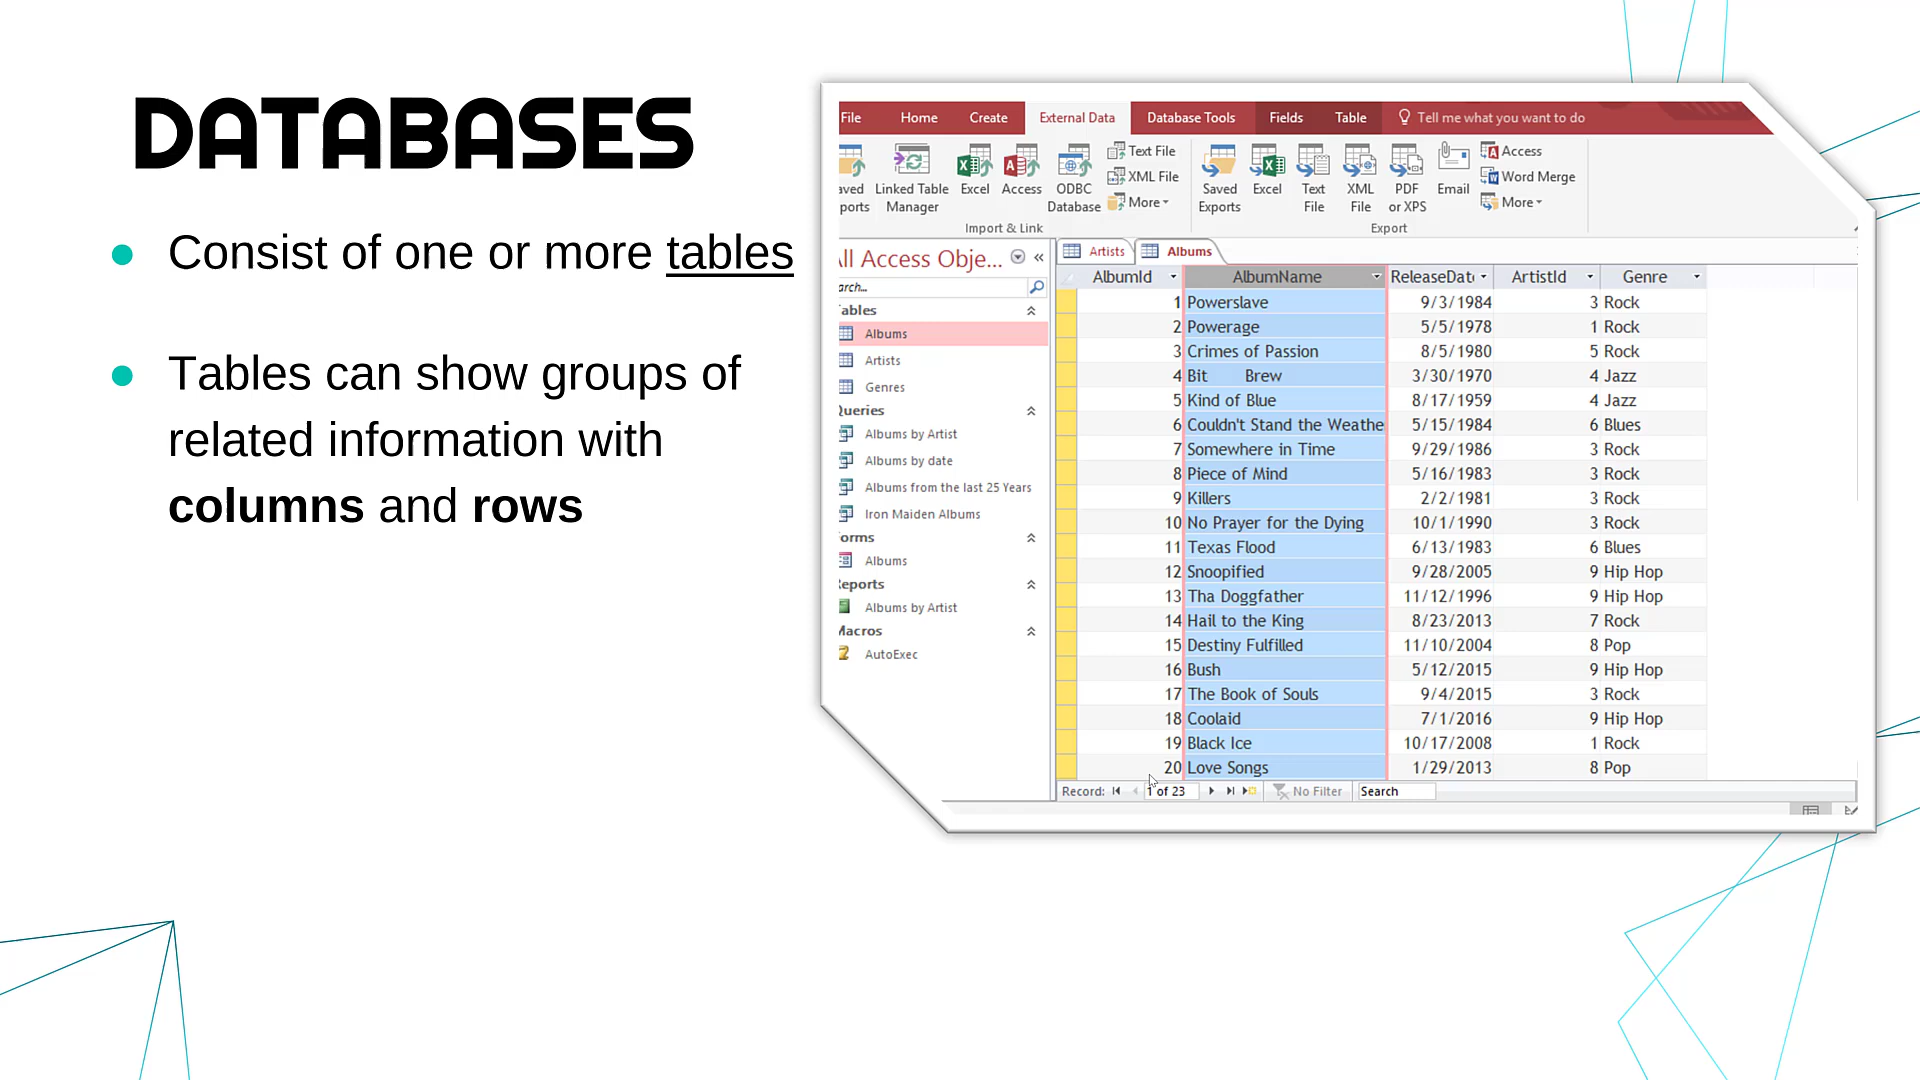 DATABASES
Consist of one or more tables
Tables can show groups of
related information with
columns and rows
File Home Create External Data Database Tools Fields Table Tell me what you want to do
Linked Table Manager Excel Access ODBC Database Text File XML File More
Saved Exports Excel Text File XML File PDF or XPS Email Access Word Merge More
Import & Link Export
All Access Obje...
Artists Albums
Tables
Albums
Artists
Genres
Queries
Albums by Artist
Albums by date
Albums from the last 25 Years
Iron Maiden Albums
Forms
Albums
Reports
Albums by Artist
Macros
AutoExec
AlbumId AlbumName ReleaseDate ArtistId Genre
1 Powerslave 9/3/1984 3 Rock
2 Powerage 5/5/1978 1 Rock
3 Crimes of Passion 8/5/1980 5 Rock
4 Bit Brew 3/30/1970 4 Jazz
5 Kind of Blue 8/17/1959 4 Jazz
6 Couldn't Stand the Weathe 5/15/1984 6 Blues
7 Somewhere in Time 9/29/1986 3 Rock
8 Piece of Mind 5/16/1983 3 Rock
9 Killers 2/2/1981 3 Rock
10 No Prayer for the Dying 10/1/1990 3 Rock
11 Texas Flood 6/13/1983 6 Blues
12 Snoopified 9/28/2005 9 Hip Hop
13 Tha Doggfather 11/12/1996 9 Hip Hop
14 Hail to the King 8/23/2013 7 Rock
15 Destiny Fulfilled 11/10/2004 8 Pop
16 Bush 5/12/2015 9 Hip Hop
17 The Book of Souls 9/4/2015 3 Rock
18 Coolaid 7/1/2016 9 Hip Hop
19 Black Ice 10/17/2008 1 Rock
20 Love Songs 1/29/2013 8 Pop
Record: 1 of 23 No Filter Search